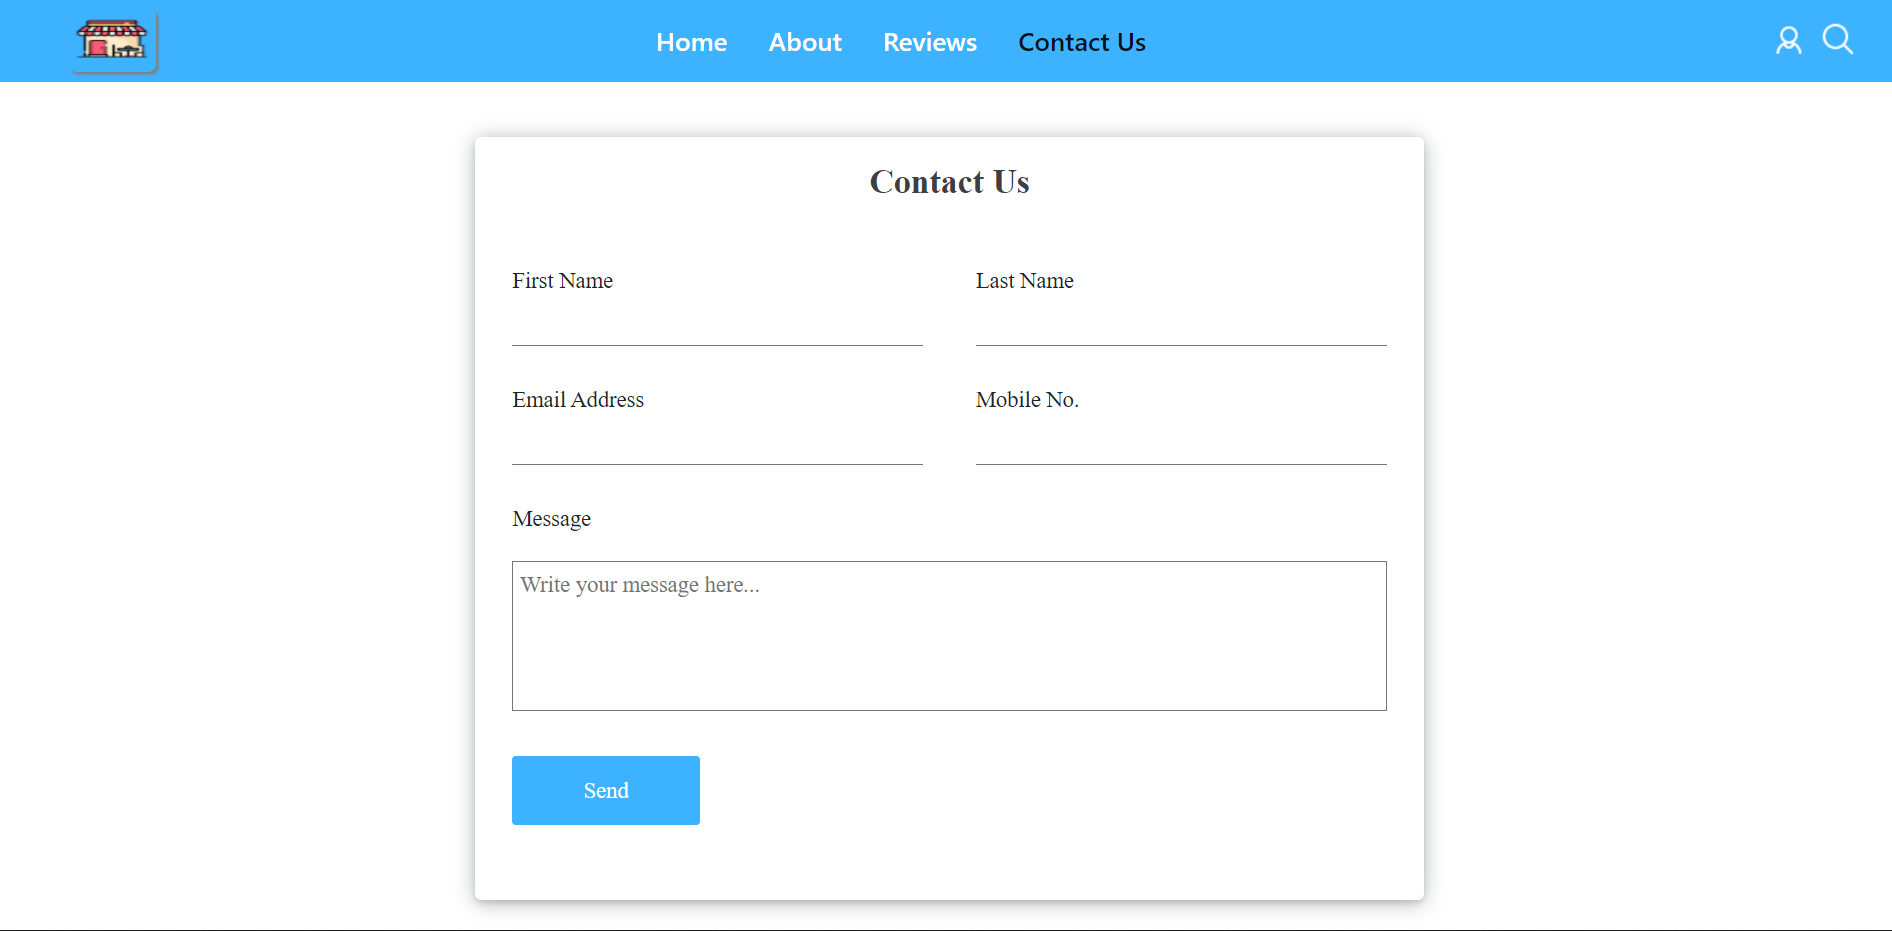 Home About Reviews Contact Us
Contact Us
First Name Last Name
Email Address Mobile No.
Message
Write your message here...
Send